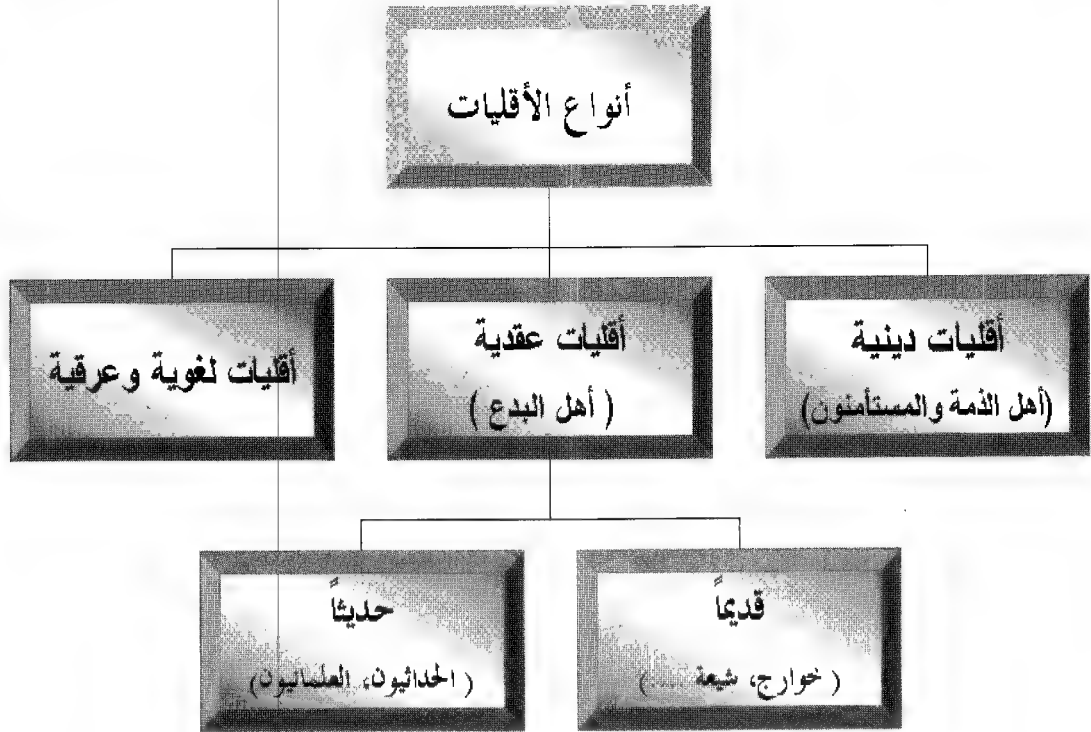 أنواع الأقليات
أقليات دينية
(أهل الذمة والمستأمنون)
أقليات عقدية
( أهل البدع )
أقليات لغوية وعرقية
قديماً
( خوارج، شيعة .... )
حديثاً
( الحداثيون، العلمانيون)